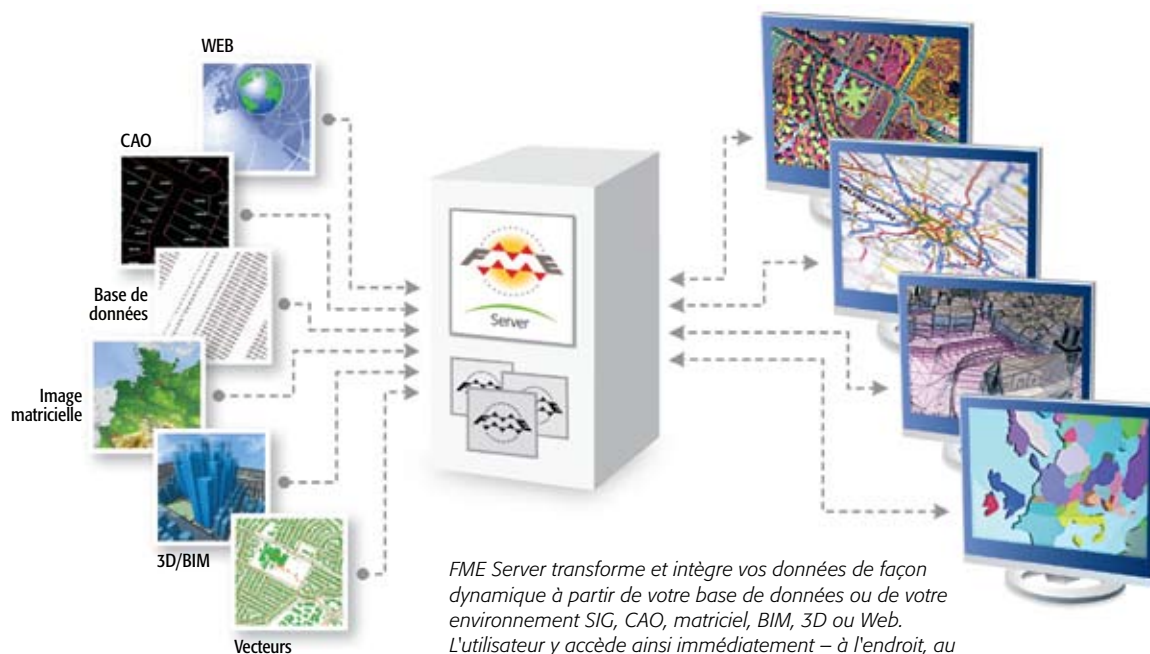 WEB
CAO
Base de
données
Image
matricielle
3D/BIM
Vecteurs
FME
Server
FME Server transforme et intègre vos données de façon
dynamique à partir de votre base de données ou de votre
environnement SIG, CAO, matriciel, BIM, 3D ou Web.
L'utilisateur y accède ainsi immédiatement – à l'endroit, au